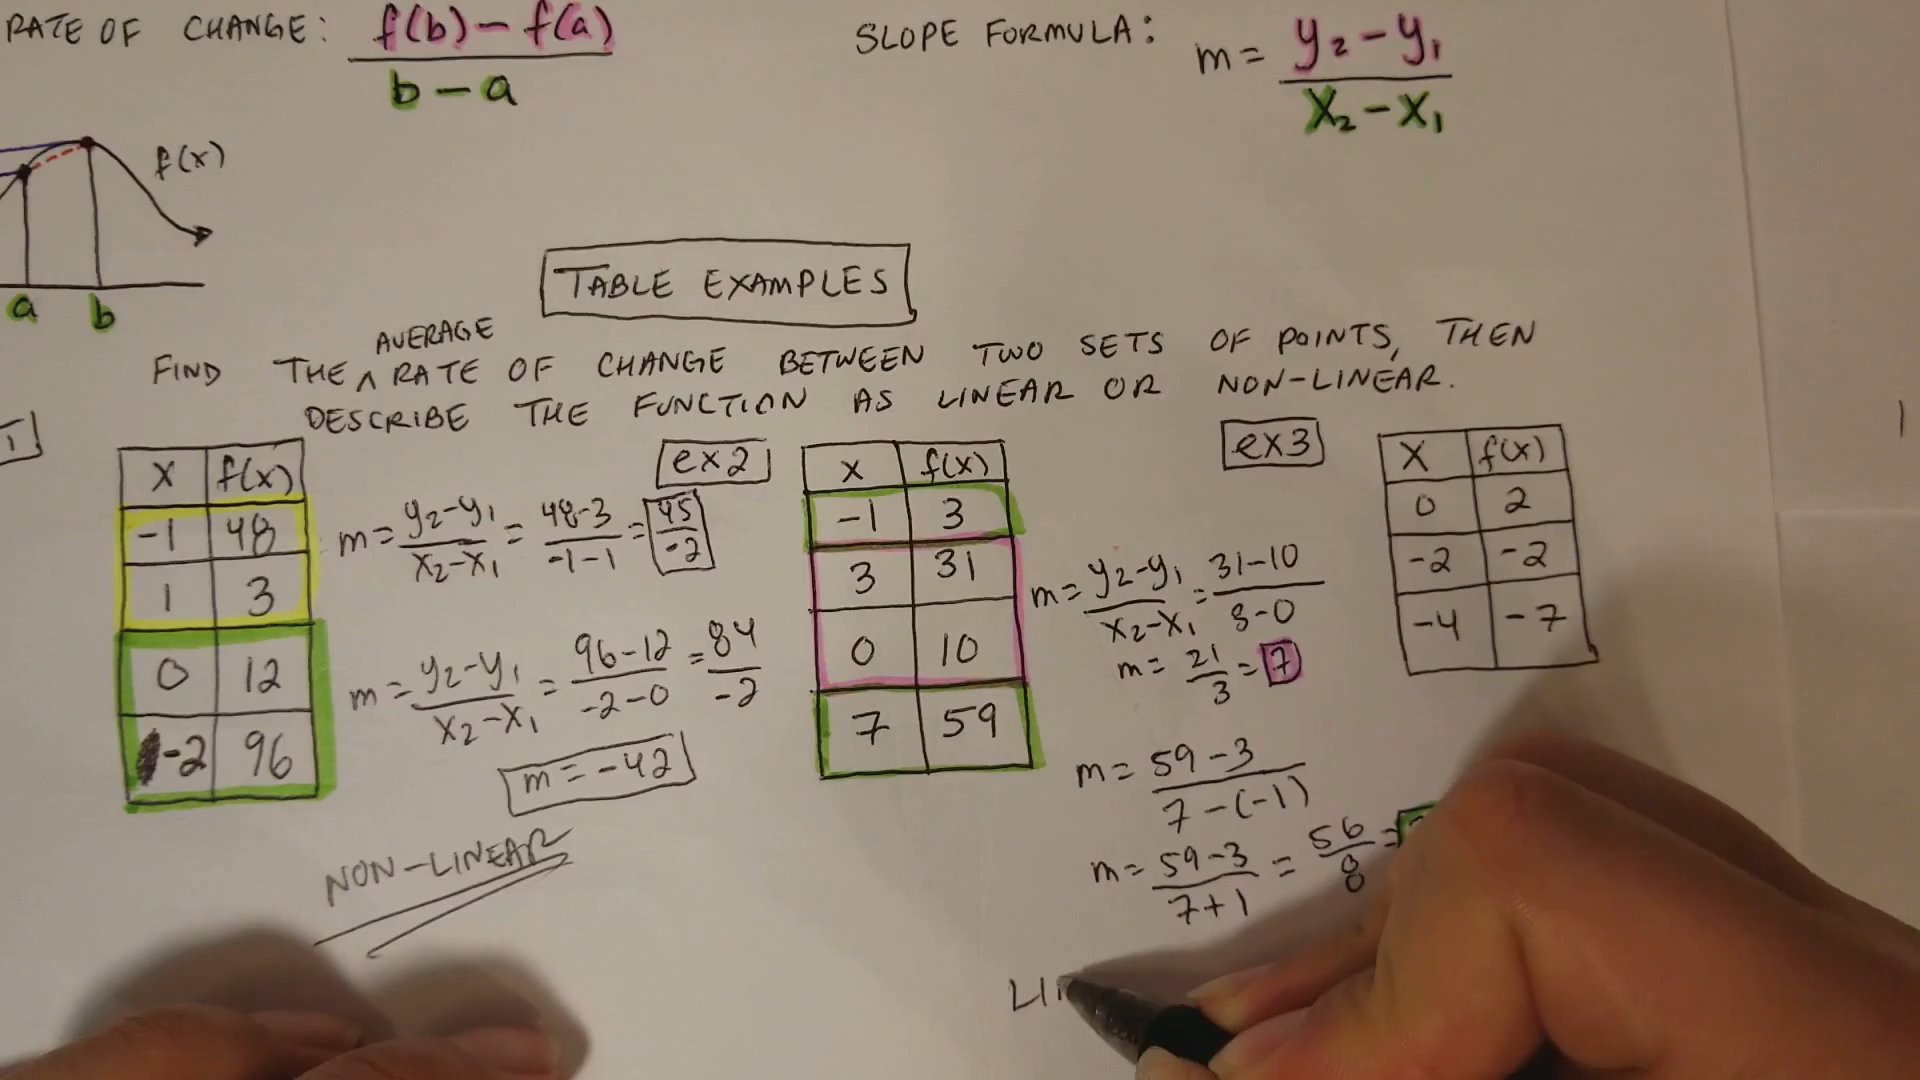 RATE OF CHANGE: f(b) - f(a) / b - a
SLOPE FORMULA: m = y₂ - y₁ / x₂ - x₁
f(x)
a b
TABLE EXAMPLES
AVERAGE
FIND THE ^ RATE OF CHANGE BETWEEN TWO SETS OF POINTS, THEN
DESCRIBE THE FUNCTION AS LINEAR OR NON-LINEAR.
x f(x)
-1 48
1 3
0 12
-2 96
m = y₂-y₁ / x₂-x₁ = 48-3 / -1-1 = 45 / -2
m = y₂-y₁ / x₂-x₁ = 96-12 / -2-0 = 84 / -2
m = -42
NON-LINEAR
ex2
x f(x)
-1 3
3 31
0 10
7 59
m = y₂-y₁ / x₂-x₁ = 31-10 / 3-0
m = 21 / 3 = 7
m = 59-3 / 7-(-1)
m = 59-3 / 7+1 = 56 / 8 =
LI
ex3
x f(x)
0 2
-2 -2
-4 -7